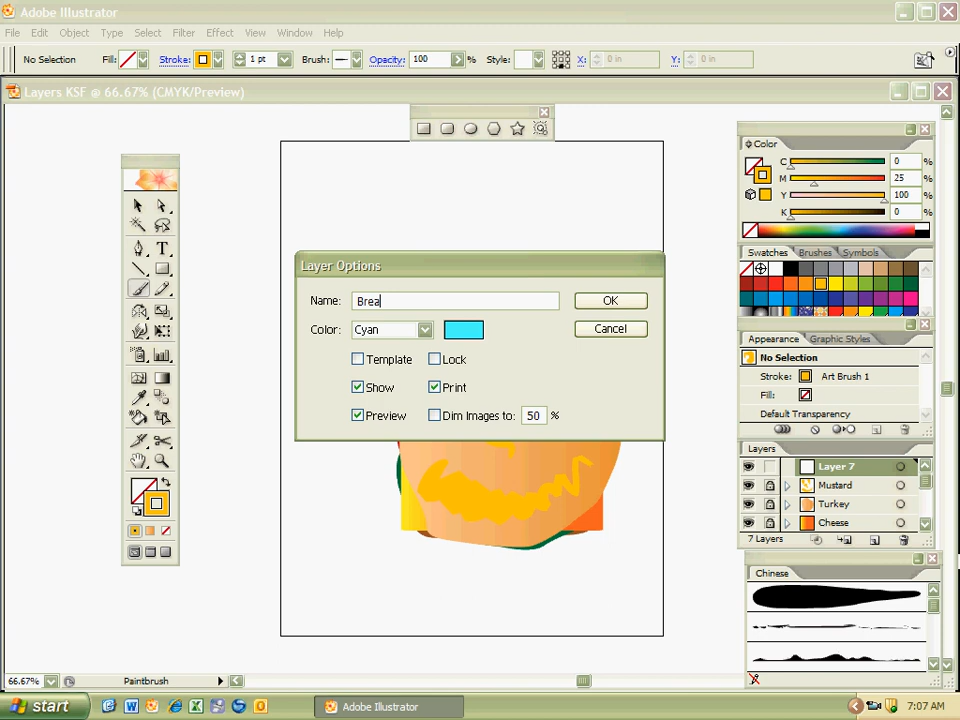 Adobe Illustrator
File Edit Object Type Select Filter Effect View Window Help
No Selection Fill: Stroke: 1 pt Brush: Opacity: 100 % Style: X: 0 in Y: 0 in
Layers KSF @ 66.67% (CMYK/Preview)
Color
C 0 %
M 25 %
Y 100 %
K 0 %
Swatches Brushes Symbols
Layer Options
Name: Brea OK
Color: Cyan Cancel
Template Lock
Show Print
Preview Dim Images to: 50 %
Appearance Graphic Styles
No Selection
Stroke: Art Brush 1
Fill:
Default Transparency
Layers
Layer 7
Mustard
Turkey
Cheese
7 Layers
Chinese
66.67% Paintbrush
start Adobe Illustrator 7:07 AM